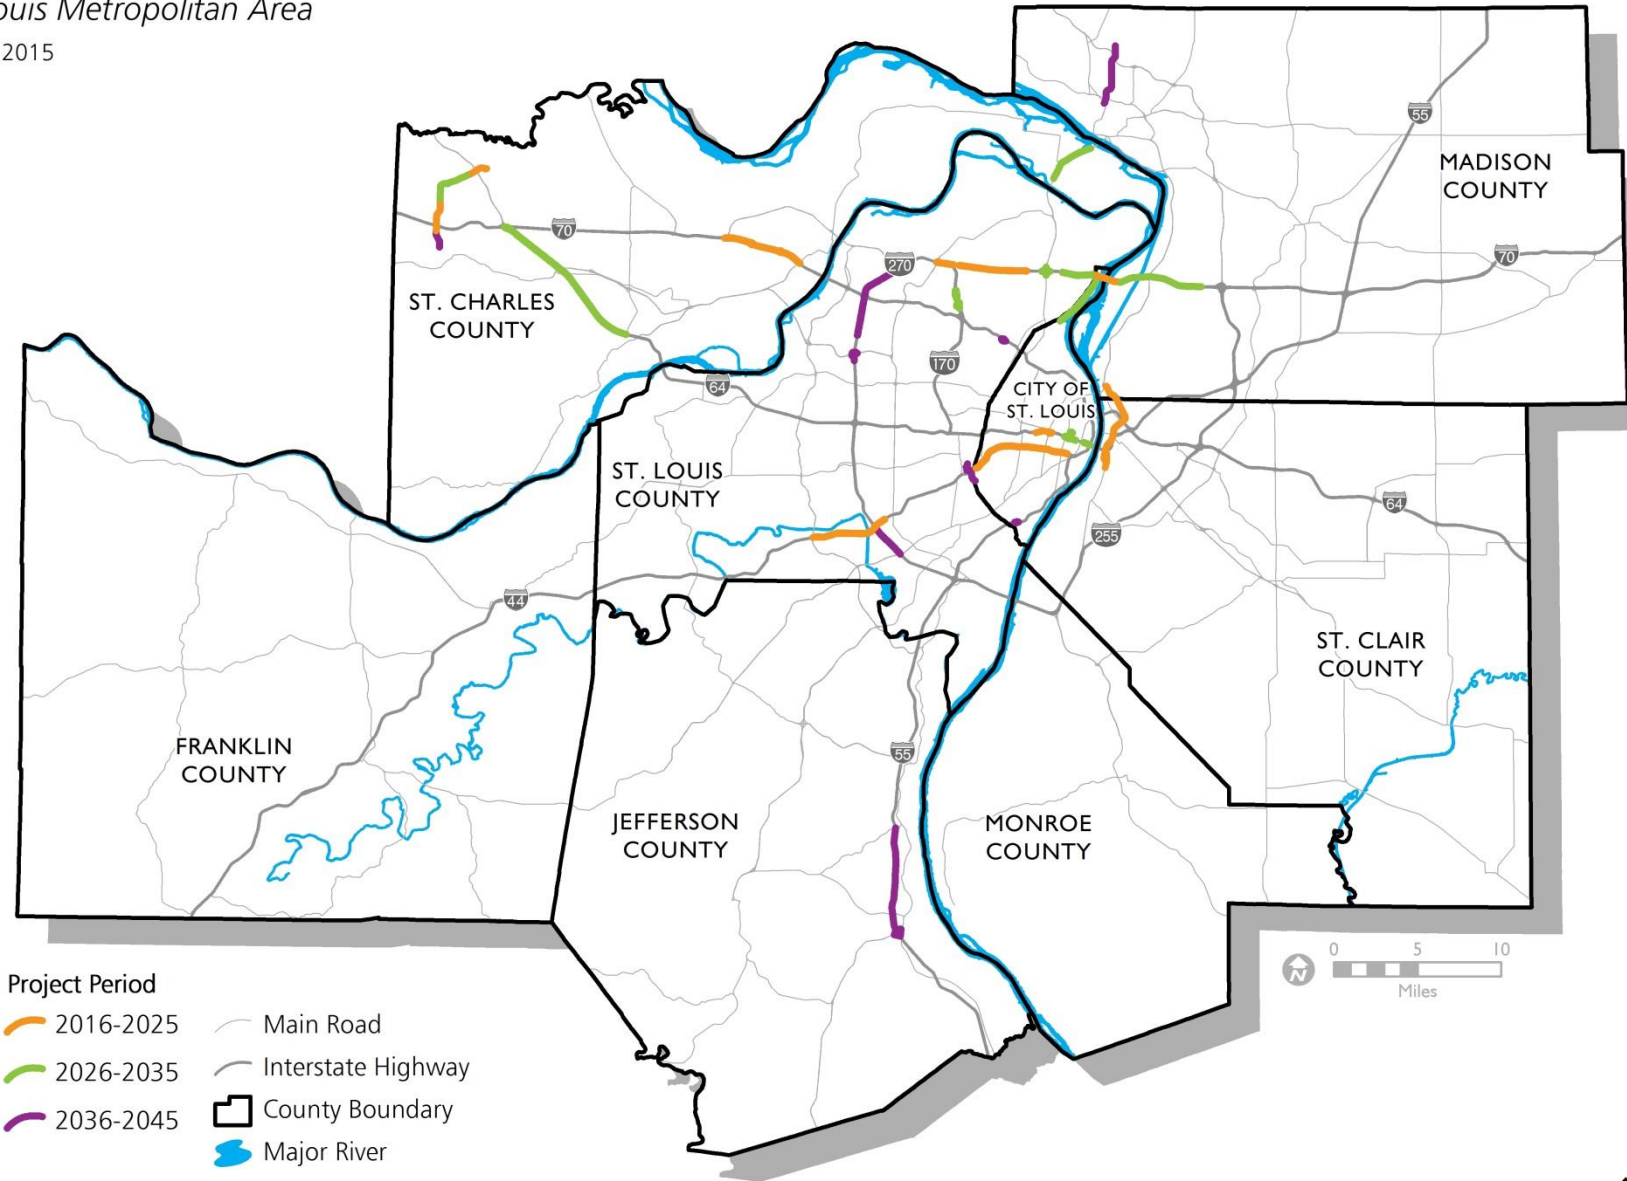 ouis Metropolitan Area
2015
MADISON
COUNTY
55
70
70
270
ST. CHARLES
COUNTY
170
64
CITY OF
ST. LOUIS
ST. LOUIS
COUNTY
64
255
44
ST. CLAIR
COUNTY
FRANKLIN
COUNTY
55
JEFFERSON
COUNTY
MONROE
COUNTY
N
0 5 10
Miles
Project Period
2016-2025
2026-2035
2036-2045
Main Road
Interstate Highway
County Boundary
Major River